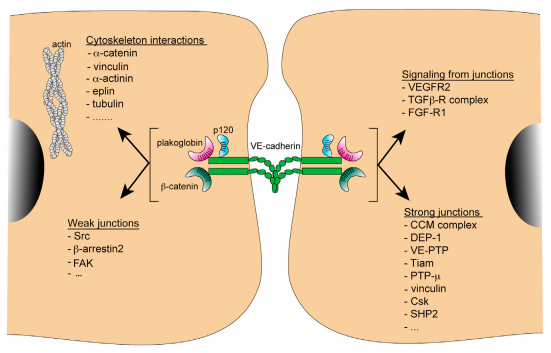 Cytoskeleton interactions
actin
- α-catenin
- vinculin
- α-actinin
- eplin
- tubulin
- .......
p120
plakoglobin
VE-cadherin
β-catenin
Weak junctions
- Src
- β-arrestin2
- FAK
- ...
Signaling from junctions
- VEGFR2
- TGFβ-R complex
- FGF-R1
Strong junctions
- CCM complex
- DEP-1
- VE-PTP
- Tiam
- PTP-μ
- vinculin
- Csk
- SHP2
- ...